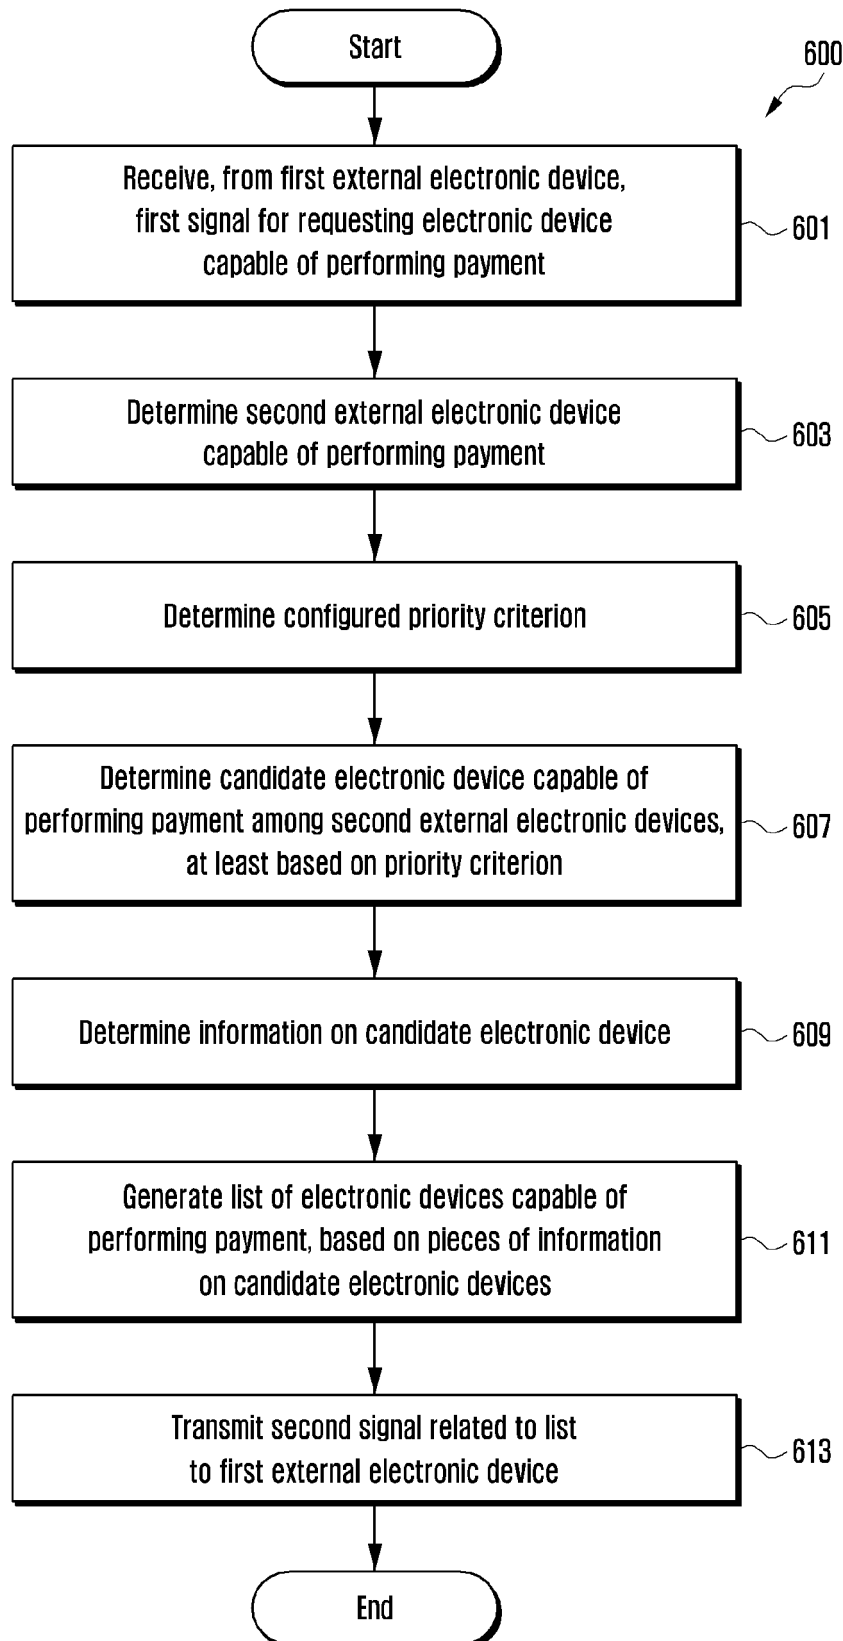 Start
600
Receive, from first external electronic device,
first signal for requesting electronic device
capable of performing payment
601
Determine second external electronic device
capable of performing payment
603
Determine configured priority criterion
605
Determine candidate electronic device capable of
performing payment among second external electronic devices,
at least based on priority criterion
607
Determine information on candidate electronic device
609
Generate list of electronic devices capable of
performing payment, based on pieces of information
on candidate electronic devices
611
Transmit second signal related to list
to first external electronic device
613
End